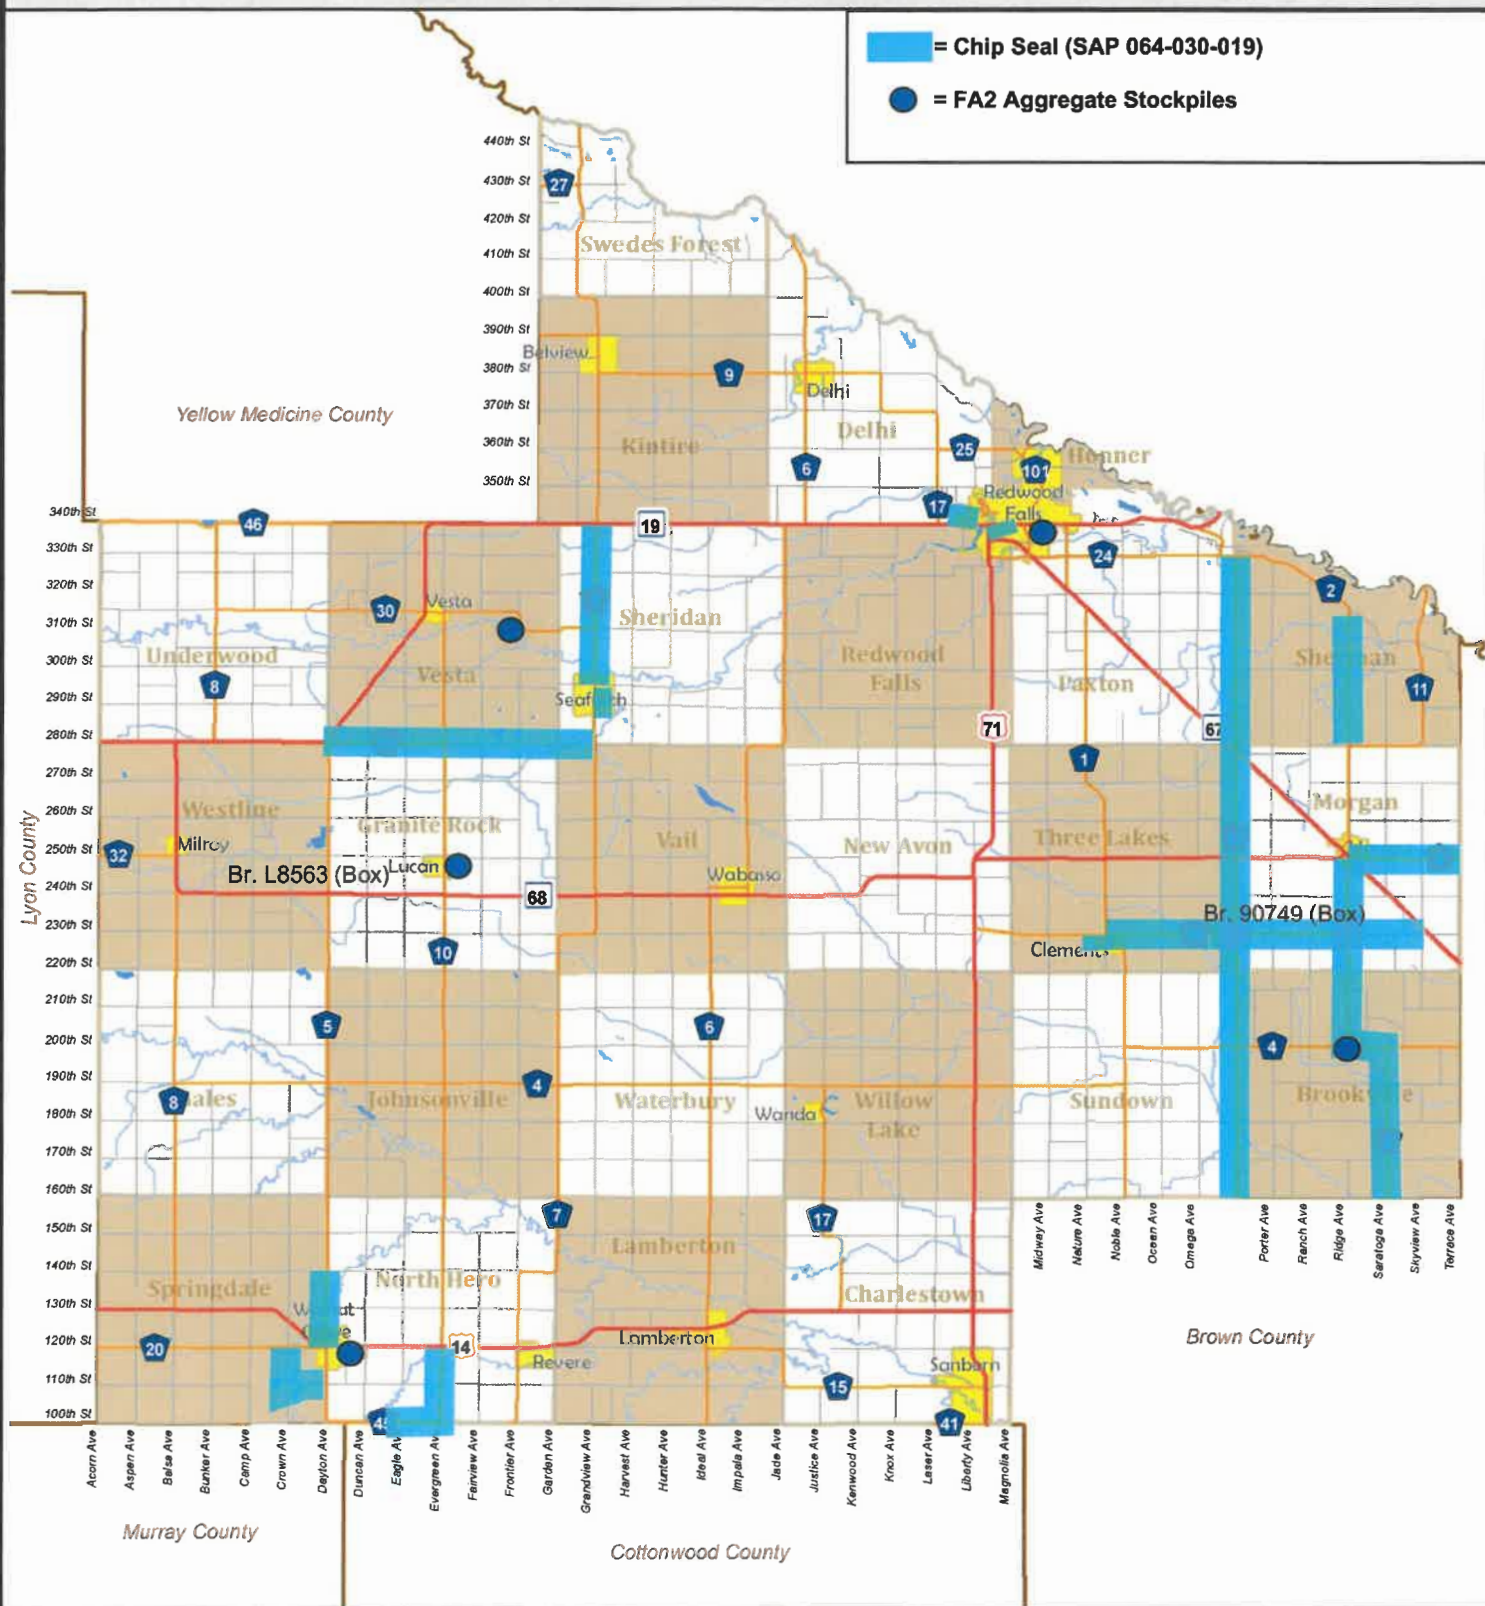 = Chip Seal (SAP 064-030-019)
= FA2 Aggregate Stockpiles
440th St
430th St
27
420th St
Swedes Forest
410th St
400th St
390th St
Belview
380th St
9
Delhi
370th St
Yellow Medicine County
Delhi
360th St
Kintire
25
Honner
6
101
350th St
Redwood
Falls
17
340th St
46
19
330th St
24
320th St
2
30
Vesta
310th St
Sheridan
Underwood
300th St
Vesta
Redwood
Falls
Paxton
8
11
290th St
280th St
71
67
1
270th St
Westline
Morgan
260th St
Granite Rock
Vail
New Avon
Three Lakes
Milroy
32
250th St
Lucan
Br. L8563 (Box)
Wabasso
240th St
68
Lyon County
Br. 90749 (Box)
230th St
10
220th St
210th St
5
6
200th St
4
190th St
4
8
Johnsonville
Waterbury
Willow
Lake
Sundown
180th St
Wanda
170th St
160th St
7
17
150th St
Midway Ave
Nature Ave
Noble Ave
Ocean Ave
Omega Ave
Porter Ave
Ranch Ave
Ridge Ave
Saratoga Ave
Skyview Ave
Terrace Ave
Lamberton
140th St
Springdale
North Hero
Charlestown
130th St
120th St
20
14
Lamberton
Revere
Sanborn
Brown County
110th St
15
100th St
41
Acorn Ave
Aspen Ave
Balsa Ave
Bunker Ave
Camp Ave
Crown Ave
Dayton Ave
Duncan Ave
Eagle Av
Evergreen Ave
Fairview Ave
Frontier Ave
Garden Ave
Grandview Ave
Harvest Ave
Hunter Ave
Ideal Ave
Impala Ave
Jade Ave
Justice Ave
Kenwood Ave
Knox Ave
Laser Ave
Liberty Ave
Magnolia Ave
Murray County
Cottonwood County